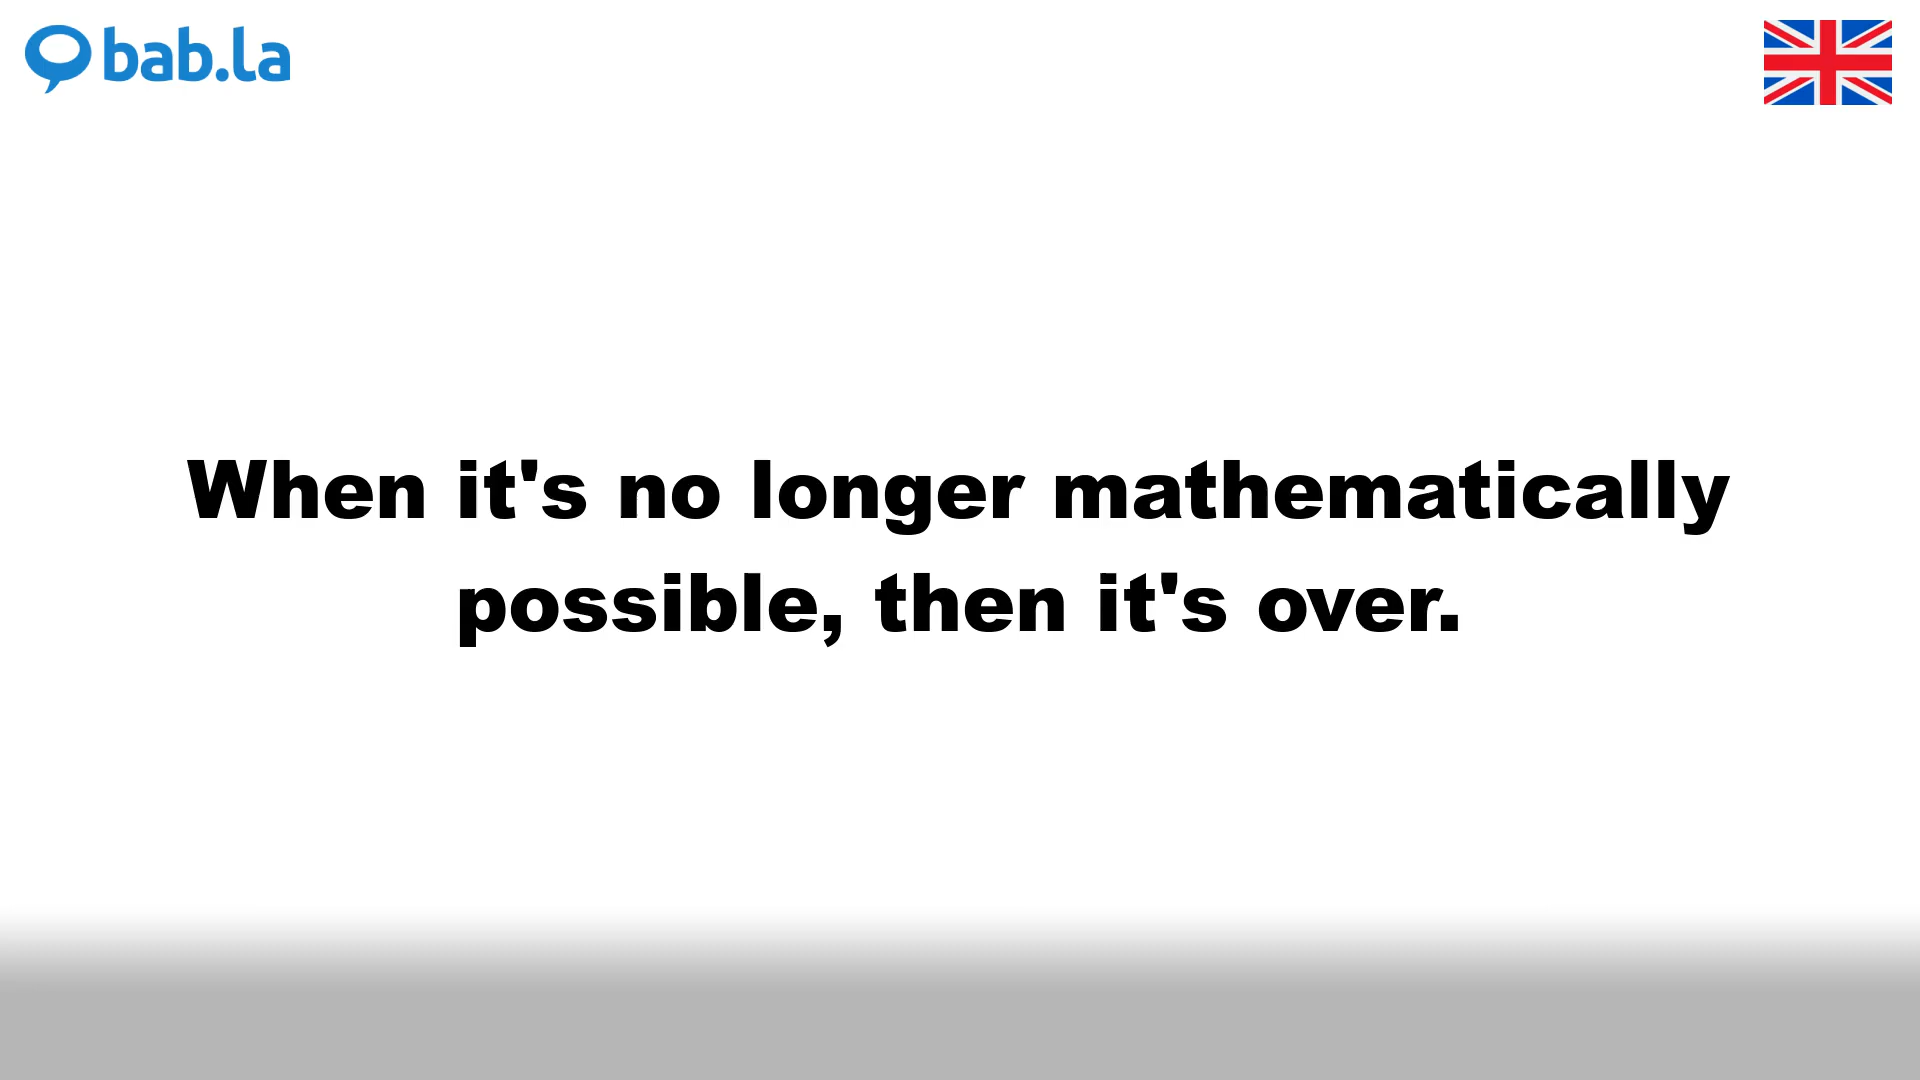 bab.la
When it's no longer mathematically
possible, then it's over.